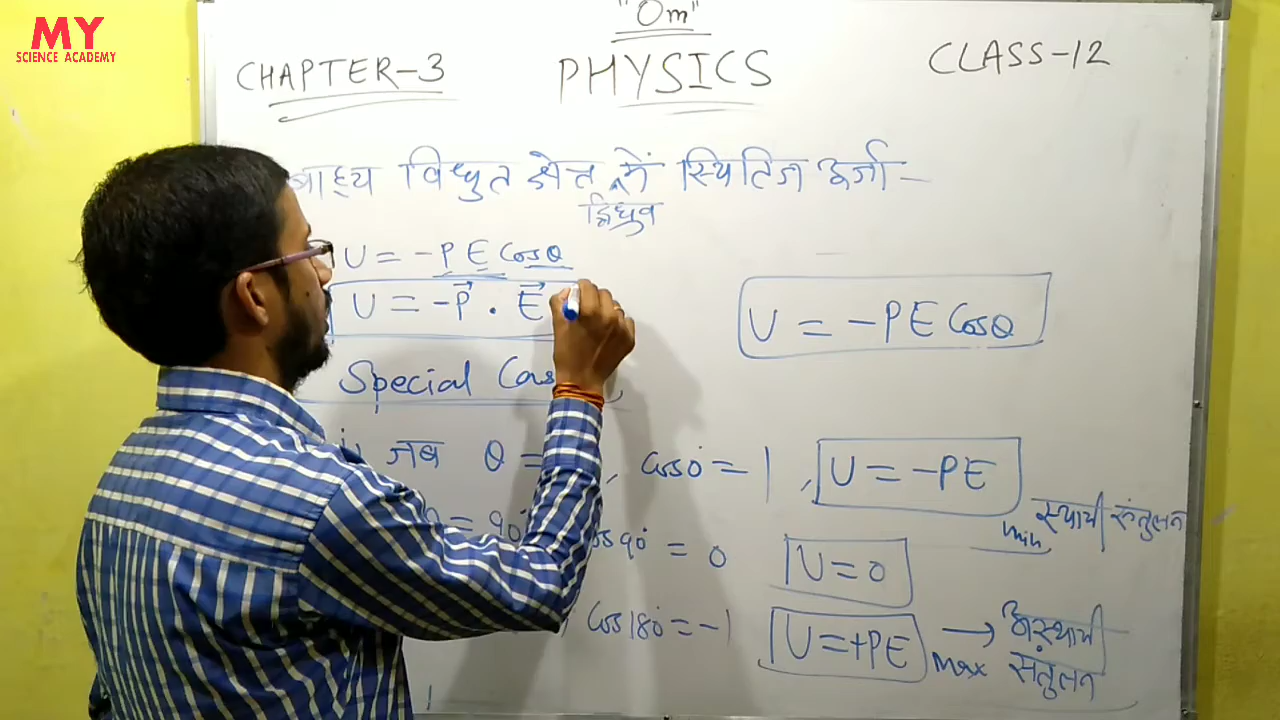 MY
SCIENCE ACADEMY
"Om"
CHAPTER-3 PHYSICS CLASS-12
बाह्य विधुत क्षेत्र में स्थितिज ऊर्जा -
द्विध्रुव
U = -PE Cosθ
U = -P⃗ · E⃗
U = -PE Cosθ
Special
जब θ = , Cos0° = 1, U = -PE
min स्थायी संतुलन
= 90° cos90° = 0 U = 0
Cos180° = -1 U = +PE → अस्थायी
Max संतुलन